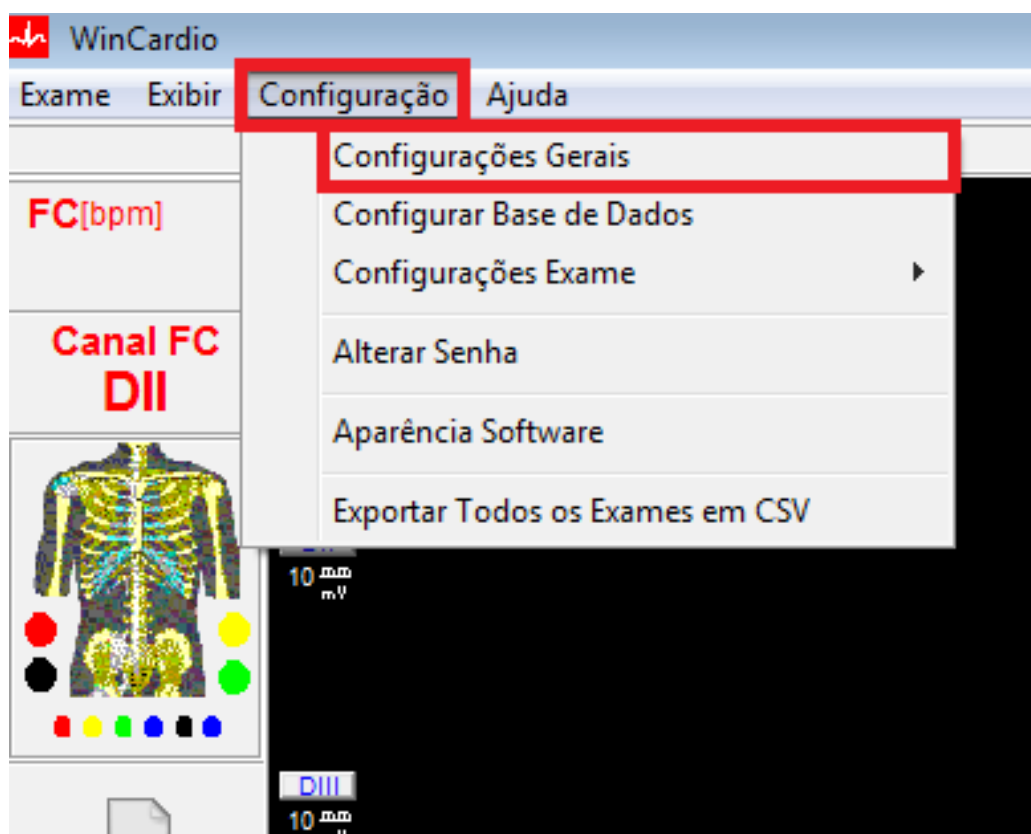 WinCardio
Exame Exibir Configuração Ajuda
Configurações Gerais
Configurar Base de Dados
Configurações Exame
Alterar Senha
Aparência Software
Exportar Todos os Exames em CSV
FC[bpm]
Canal FC
DII
10 mm
mV
DIII
10 mm